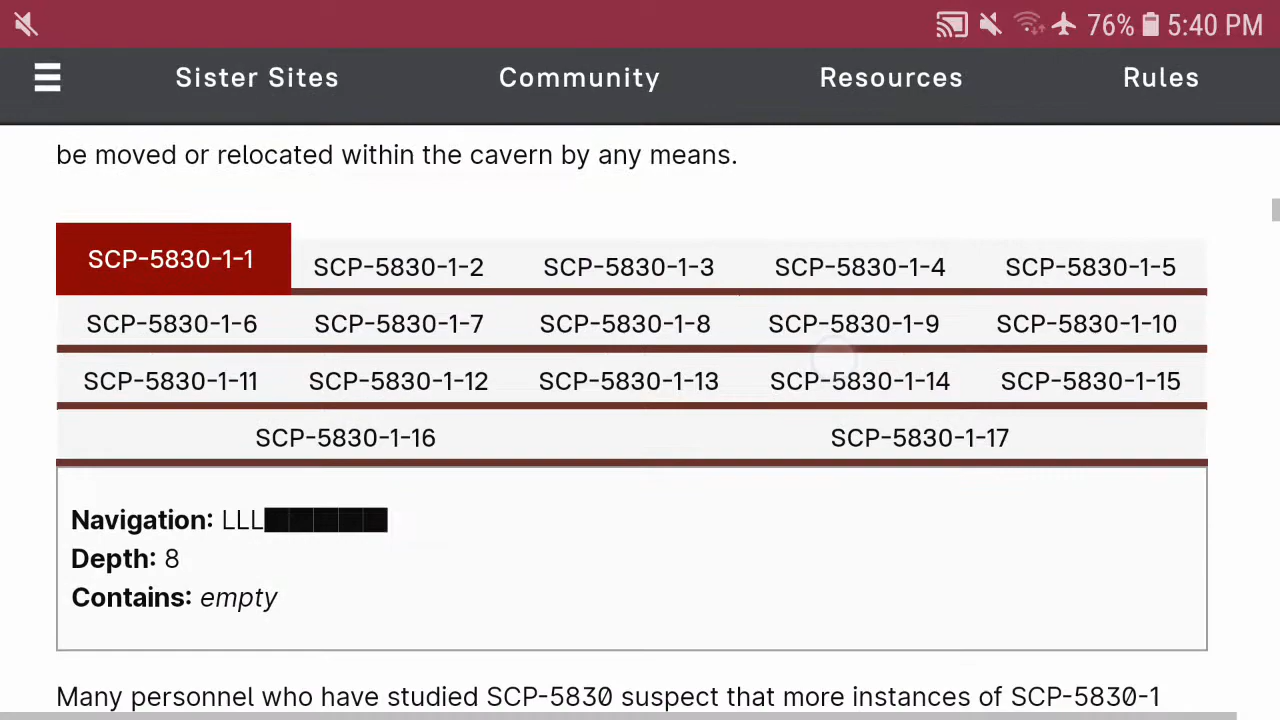 76% 5:40 PM
Sister Sites Community Resources Rules
be moved or relocated within the cavern by any means.
SCP-5830-1-1 SCP-5830-1-2 SCP-5830-1-3 SCP-5830-1-4 SCP-5830-1-5
SCP-5830-1-6 SCP-5830-1-7 SCP-5830-1-8 SCP-5830-1-9 SCP-5830-1-10
SCP-5830-1-11 SCP-5830-1-12 SCP-5830-1-13 SCP-5830-1-14 SCP-5830-1-15
SCP-5830-1-16 SCP-5830-1-17
Navigation: LLL█████
Depth: 8
Contains: empty
Many personnel who have studied SCP-5830 suspect that more instances of SCP-5830-1